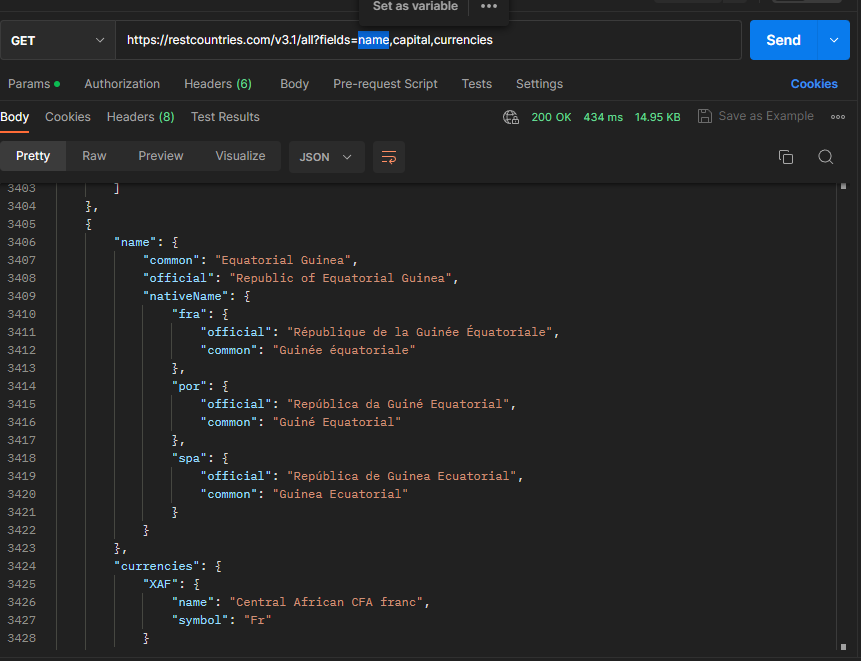 Set as variable
GET https://restcountries.com/v3.1/all?fields=name,capital,currencies Send
Params Authorization Headers (6) Body Pre-request Script Tests Settings Cookies
Body Cookies Headers (8) Test Results 200 OK 434 ms 14.95 KB Save as Example
Pretty Raw Preview Visualize JSON
3403 ]
3404 },
3405 {
3406 "name": {
3407 "common": "Equatorial Guinea",
3408 "official": "Republic of Equatorial Guinea",
3409 "nativeName": {
3410 "fra": {
3411 "official": "République de la Guinée Équatoriale",
3412 "common": "Guinée équatoriale"
3413 },
3414 "por": {
3415 "official": "República da Guiné Equatorial",
3416 "common": "Guiné Equatorial"
3417 },
3418 "spa": {
3419 "official": "República de Guinea Ecuatorial",
3420 "common": "Guinea Ecuatorial"
3421 }
3422 }
3423 },
3424 "currencies": {
3425 "XAF": {
3426 "name": "Central African CFA franc",
3427 "symbol": "Fr"
3428 }